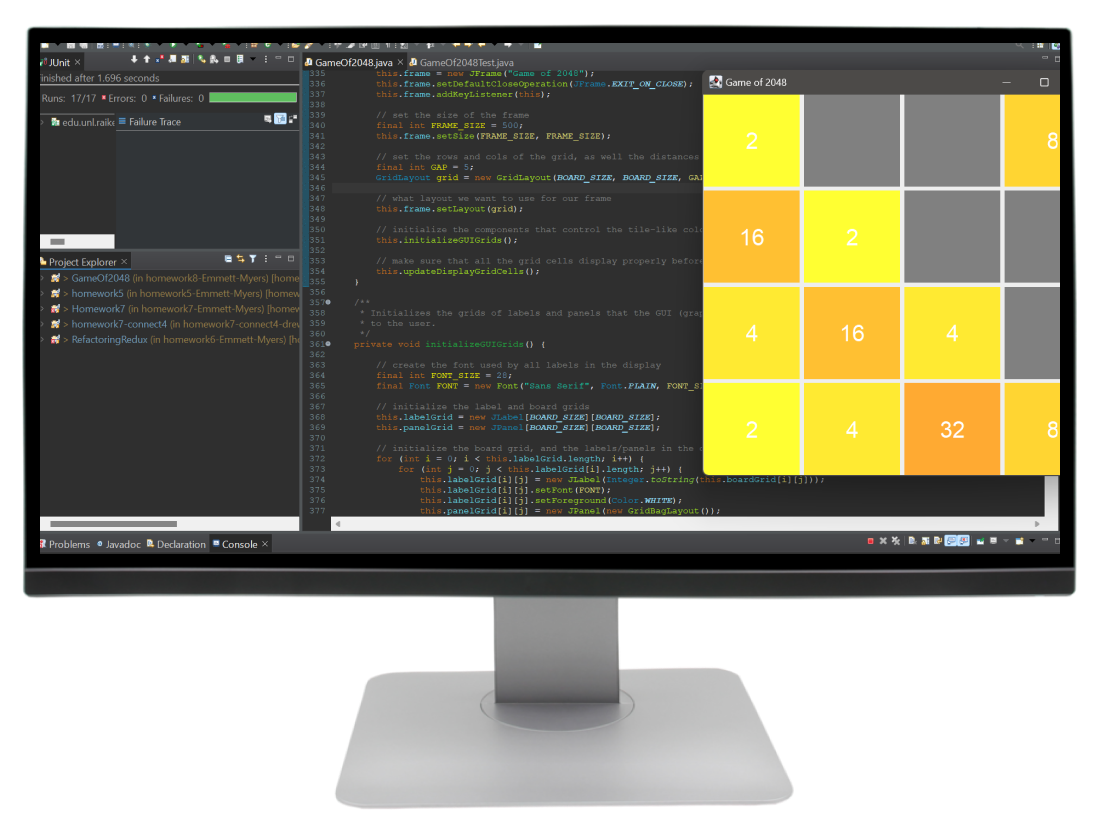 JUnit ×
inished after 1.696 seconds
Runs: 17/17 Errors: 0 Failures: 0
edu.unl.raike Failure Trace
Project Explorer ×
> GameOf2048 (in homework8-Emmett-Myers) [home
> homework5 (in homework5-Emmett-Myers) [homew
> Homework7 (in homework7-Emmett-Myers) [home
> homework7-connect4 (in homework7-connect4-drev
> RefactoringRedux (in homework6-Emmett-Myers) [h
GameOf2048.java × GameOf2048Test.java
335 this.frame = new JFrame("Game of 2048");
336 this.frame.setDefaultCloseOperation(JFrame.EXIT_ON_CLOSE);
337 this.frame.addKeyListener(this);
338
339 // set the size of the frame
340 final int FRAME_SIZE = 500;
341 this.frame.setSize(FRAME_SIZE, FRAME_SIZE);
342
343 // set the rows and cols of the grid, as well the distances
344 final int GAP = 5;
345 GridLayout grid = new GridLayout(BOARD_SIZE, BOARD_SIZE, GA
346
347 // what layout we want to use for our frame
348 this.frame.setLayout(grid);
349
350 // initialize the components that control the tile-like colo
351 this.initializeGUIGrids();
352
353 // make sure that all the grid cells display properly before
354 this.updateDisplayGridCells();
355 }
356
357 /**
358 * Initializes the grids of labels and panels that the GUI (grap
359 * to the user.
360 */
361 private void initializeGUIGrids() {
362
363 // create the font used by all labels in the display
364 final int FONT_SIZE = 28;
365 final Font FONT = new Font("Sans Serif", Font.PLAIN, FONT_S
366
367 // initialize the label and board grids
368 this.labelGrid = new JLabel[BOARD_SIZE][BOARD_SIZE];
369 this.panelGrid = new JPanel[BOARD_SIZE][BOARD_SIZE];
370
371 // initialize the board grid, and the labels/panels in the
372 for (int i = 0; i < this.labelGrid.length; i++) {
373 for (int j = 0; j < this.labelGrid[i].length; j++) {
374 this.labelGrid[i][j] = new JLabel(Integer.toString(this.boardGrid[i][j]));
375 this.labelGrid[i][j].setFont(FONT);
376 this.labelGrid[i][j].setForeground(Color.WHITE);
377 this.panelGrid[i][j] = new JPanel(new GridBagLayout());
Game of 2048
2 8
16 2
4 16 4
2 4 32 8
Problems Javadoc Declaration Console ×